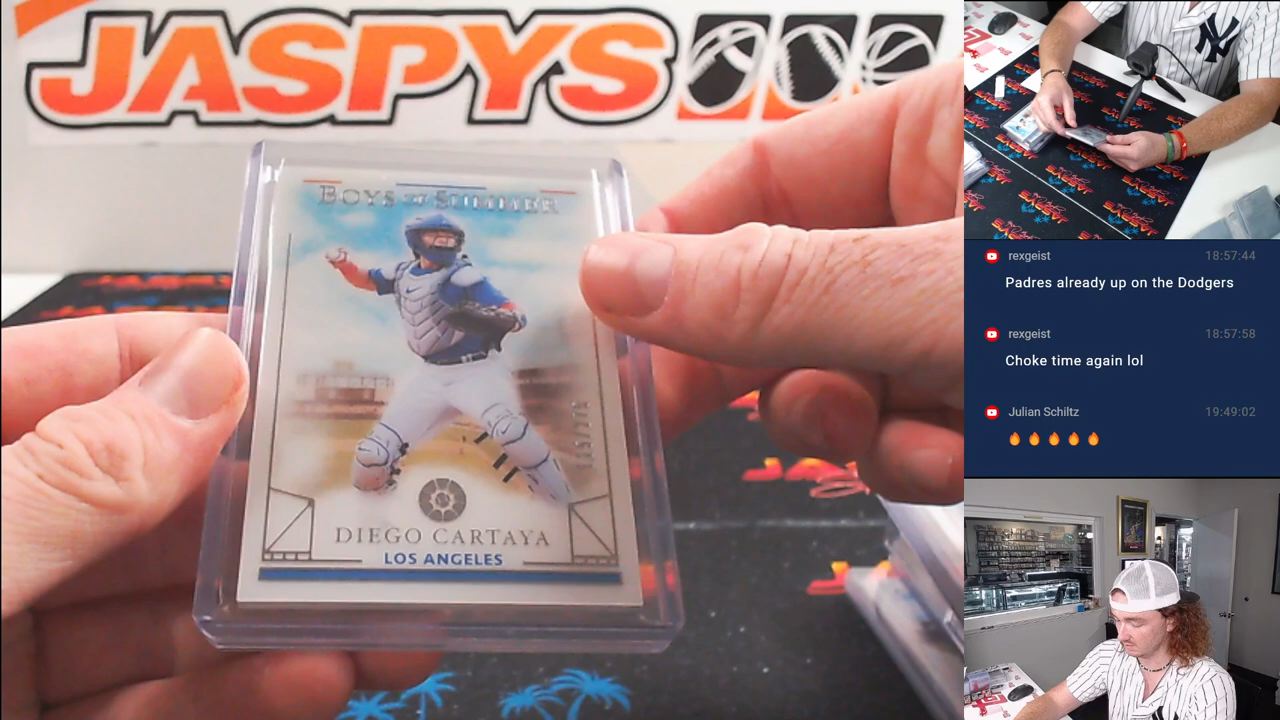 JASPYS
BOYS OF SUMMER
DIEGO CARTAYA
LOS ANGELES
NY
rexgeist 18:57:44
Padres already up on the Dodgers
rexgeist 18:57:58
Choke time again lol
Julian Schiltz 19:49:02
🔥🔥🔥🔥🔥